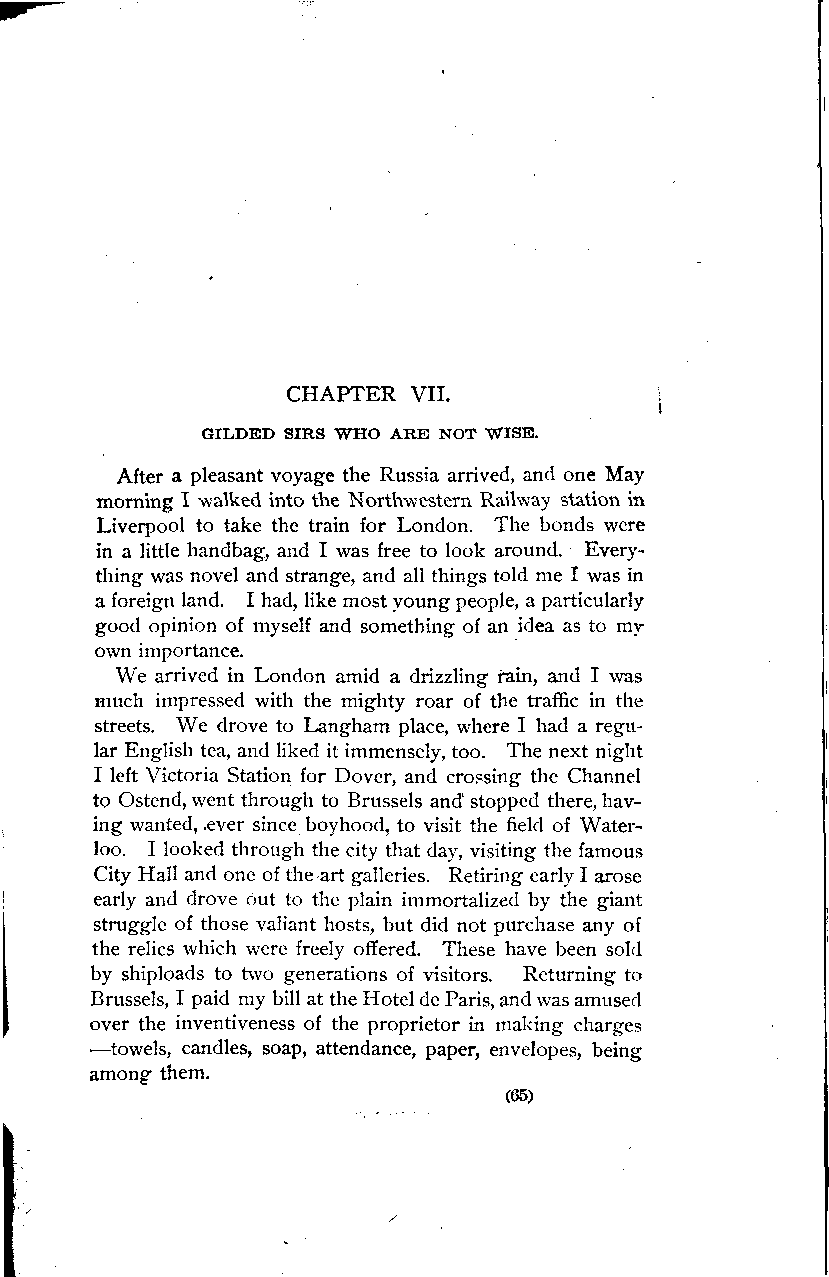 CHAPTER VII.
GILDED SIRS WHO ARE NOT WISE.
After a pleasant voyage the Russia arrived, and one May
morning I walked into the Northwestern Railway station in
Liverpool to take the train for London. The bonds were
in a little handbag, and I was free to look around. Every-
thing was novel and strange, and all things told me I was in
a foreign land. I had, like most young people, a particularly
good opinion of myself and something of an idea as to my
own importance.
We arrived in London amid a drizzling rain, and I was
much impressed with the mighty roar of the traffic in the
streets. We drove to Langham place, where I had a regu-
lar English tea, and liked it immensely, too. The next night
I left Victoria Station for Dover, and crossing the Channel
to Ostend, went through to Brussels and stopped there, hav-
ing wanted, ever since boyhood, to visit the field of Water-
loo. I looked through the city that day, visiting the famous
City Hall and one of the art galleries. Retiring early I arose
early and drove out to the plain immortalized by the giant
struggle of those valiant hosts, but did not purchase any of
the relics which were freely offered. These have been sold
by shiploads to two generations of visitors. Returning to
Brussels, I paid my bill at the Hotel de Paris, and was amused
over the inventiveness of the proprietor in making charges
—towels, candles, soap, attendance, paper, envelopes, being
among them.
(65)